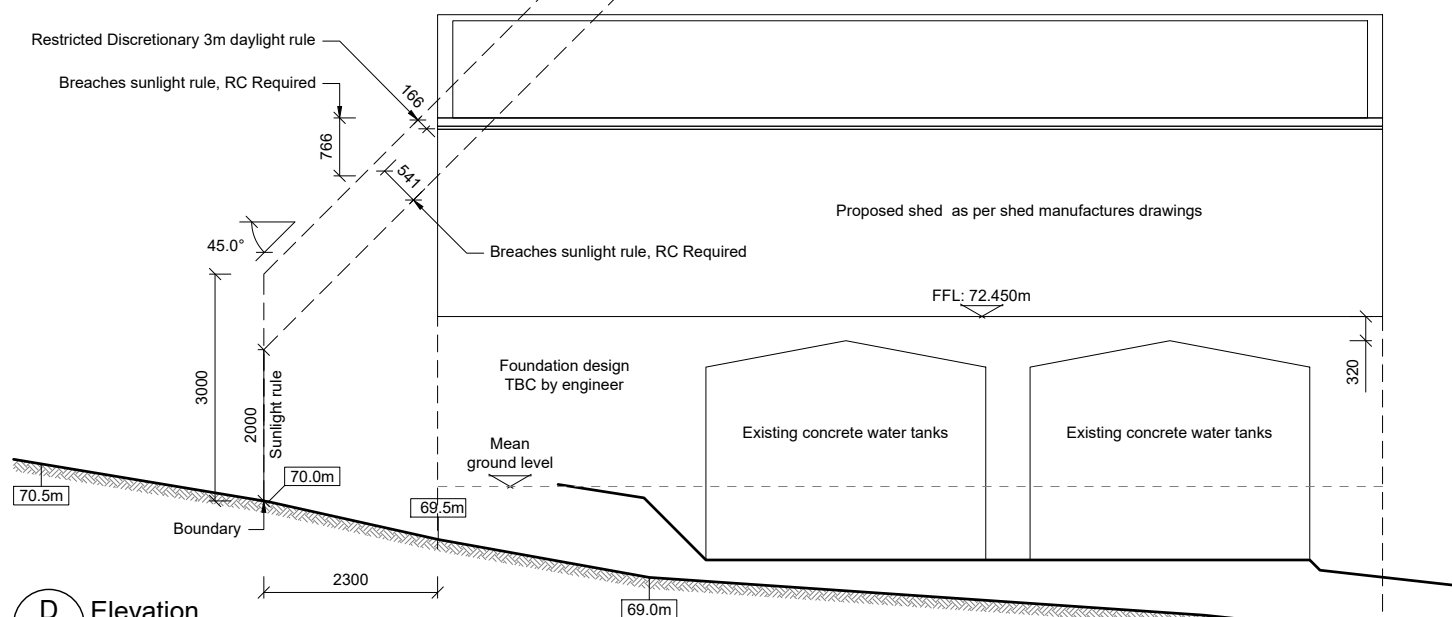 Restricted Discretionary 3m daylight rule
Breaches sunlight rule, RC Required
166
766
541
Proposed shed as per shed manufactures drawings
45.0°
Breaches sunlight rule, RC Required
FFL: 72.450m
3000
2000
Sunlight rule
Foundation design
TBC by engineer
320
Existing concrete water tanks
Existing concrete water tanks
Mean
ground level
70.5m
70.0m
69.5m
Boundary
2300
69.0m
D
Elevation